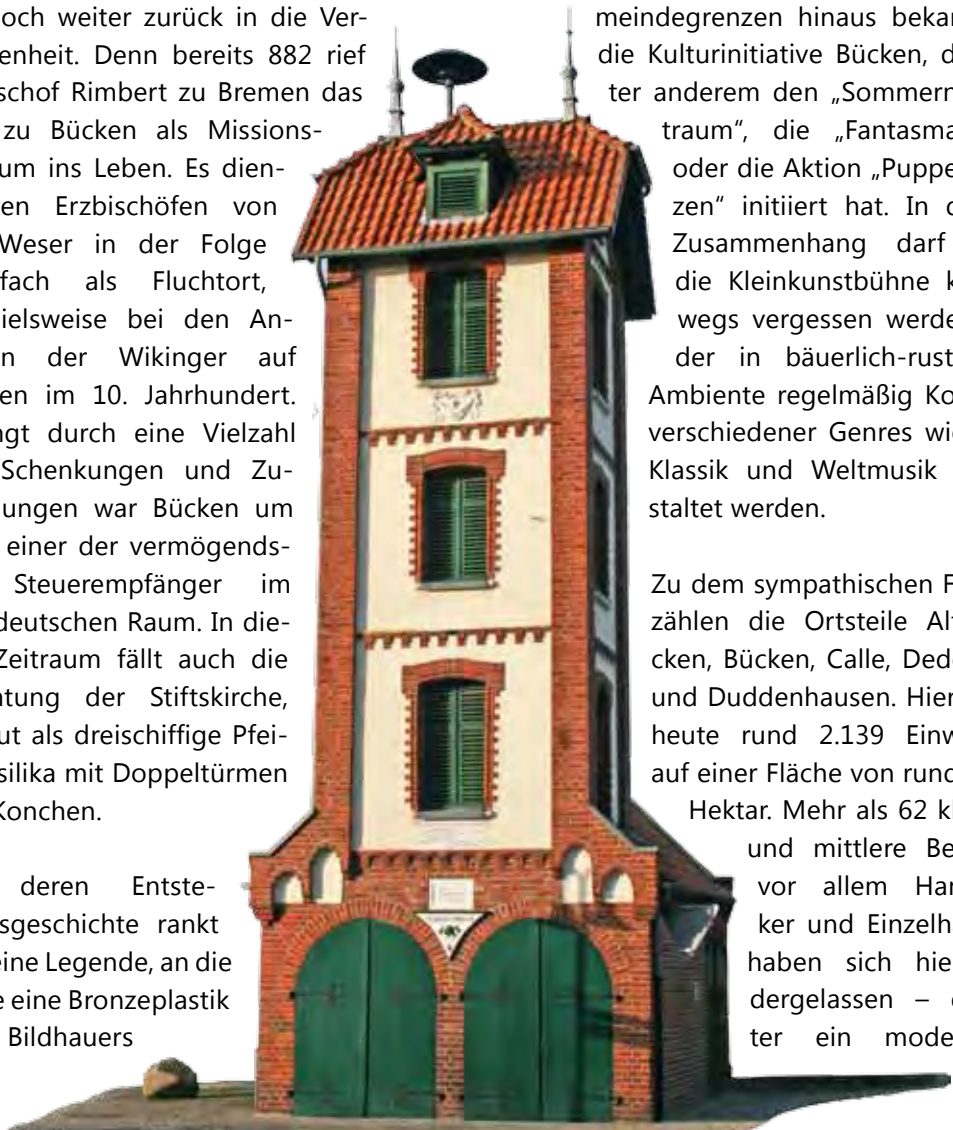 och weiter zurück in die Ver-
enheit. Denn bereits 882 rief
schof Rimbert zu Bremen das
zu Bücken als Missions-
um ins Leben. Es dien-
en Erzbischöfen von
Weser in der Folge
fach als Fluchtort,
ielsweise bei den An-
n der Wikinger auf
en im 10. Jahrhundert.
ngt durch eine Vielzahl
Schenkungen und Zu-
ungen war Bücken um
einer der vermögends-
Steuerempfänger im
deutschen Raum. In die-
Zeitraum fällt auch die
tung der Stiftskirche,
ut als dreischiffige Pfei-
silika mit Doppeltürmen
Konchen.
deren Entste-
sgeschichte rankt
eine Legende, an die
e eine Bronzeplastik
Bildhauers
meindegrenzen hinaus bekan
die Kulturinitiative Bücken, d
ter anderem den „Sommern
traum“, die „Fantasma
oder die Aktion „Puppe
zen“ initiiert hat. In d
Zusammenhang darf
die Kleinkunstbühne k
wegs vergessen werde
der in bäuerlich-rust
Ambiente regelmäßig Ko
verschiedener Genres wi
Klassik und Weltmusik
staltet werden.
Zu dem sympathischen F
zählen die Ortsteile Alt
cken, Bücken, Calle, Dede
und Duddenhausen. Hier
heute rund 2.139 Einw
auf einer Fläche von rund
Hektar. Mehr als 62 kl
und mittlere Be
vor allem Han
ker und Einzelha
haben sich hie
dergelassen –
ter ein mode